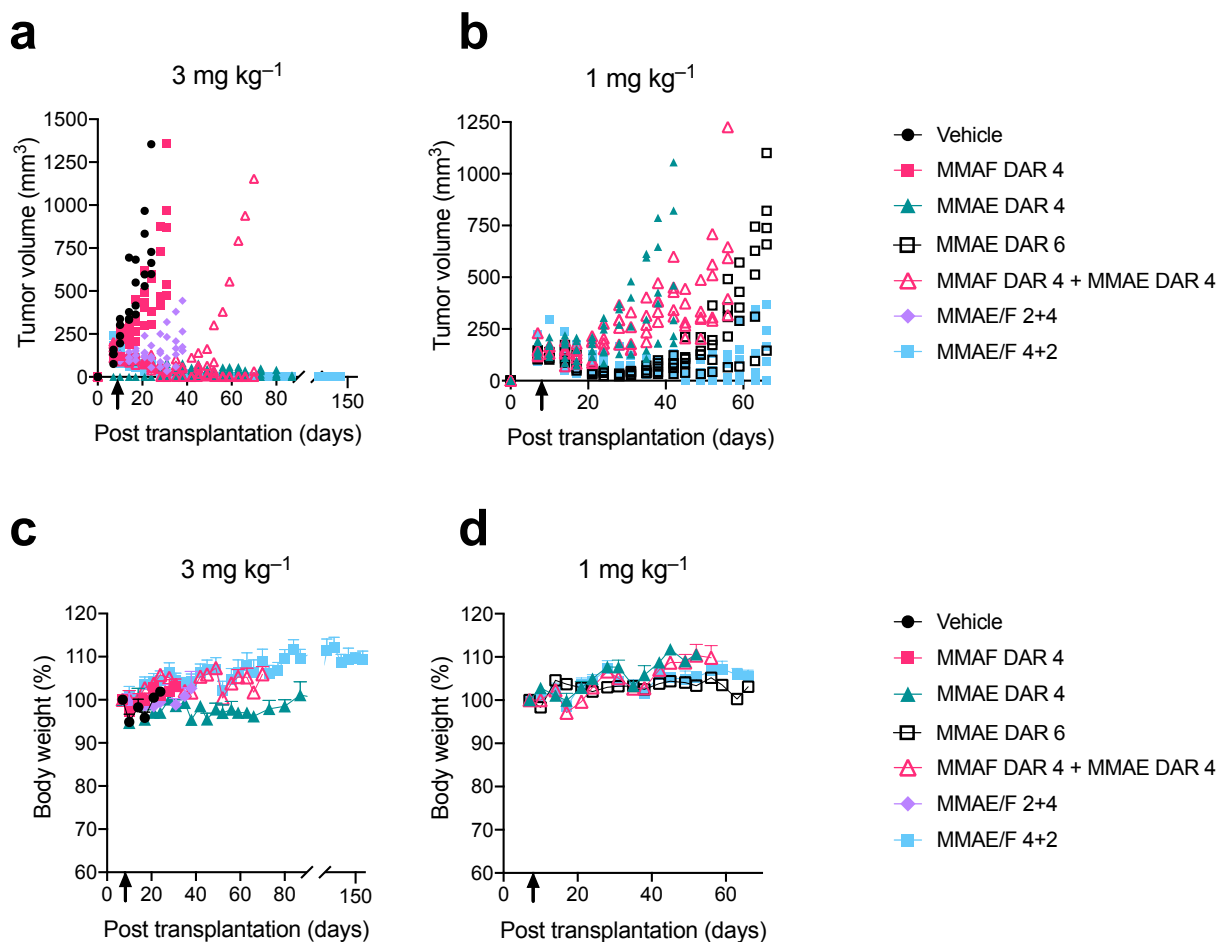 a
3 mg kg⁻¹
Tumor volume (mm³)
1500
1250
1000
750
500
250
0
0 20 40 60 80 150
Post transplantation (days)
b
1 mg kg⁻¹
Tumor volume (mm³)
1250
1000
750
500
250
0
0 20 40 60
Post transplantation (days)
Vehicle
MMAF DAR 4
MMAE DAR 4
MMAE DAR 6
MMAF DAR 4 + MMAE DAR 4
MMAE/F 2+4
MMAE/F 4+2
c
3 mg kg⁻¹
Body weight (%)
120
110
100
90
80
70
60
0 20 40 60 80 150
Post transplantation (days)
d
1 mg kg⁻¹
Body weight (%)
120
110
100
90
80
70
60
0 20 40 60
Post transplantation (days)
Vehicle
MMAF DAR 4
MMAE DAR 4
MMAE DAR 6
MMAF DAR 4 + MMAE DAR 4
MMAE/F 2+4
MMAE/F 4+2